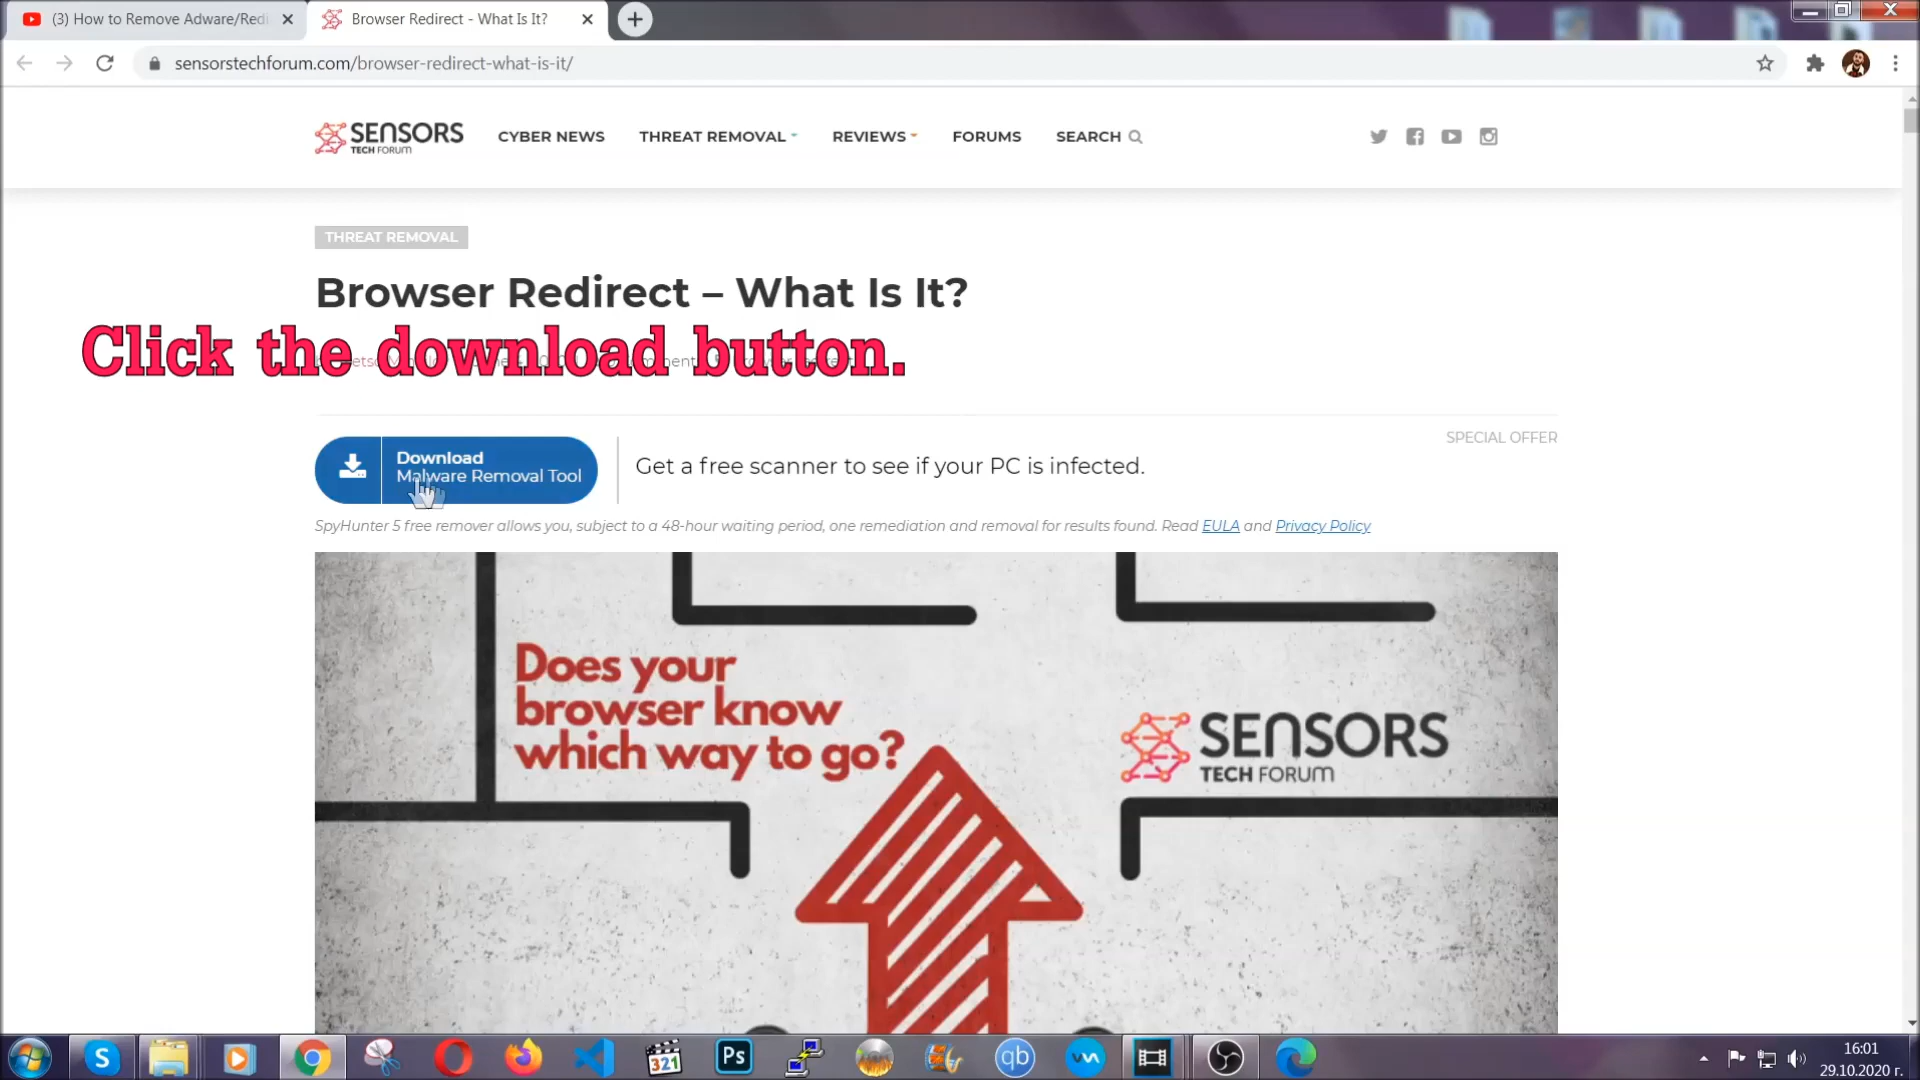 (3) How to Remove Adware/Redi
Browser Redirect - What Is It?
sensorstechforum.com/browser-redirect-what-is-it/
SENSORS
TECH FORUM
CYBER NEWS
THREAT REMOVAL
REVIEWS
FORUMS
SEARCH
THREAT REMOVAL
Browser Redirect – What Is It?
Click the download button.
SPECIAL OFFER
Download
Malware Removal Tool
Get a free scanner to see if your PC is infected.
SpyHunter 5 free remover allows you, subject to a 48-hour waiting period, one remediation and removal for results found. Read EULA and Privacy Policy
Does your
browser know
which way to go?
SENSORS
TECH FORUM
S
321
Ps
qb
16:01
29.10.2020 г.